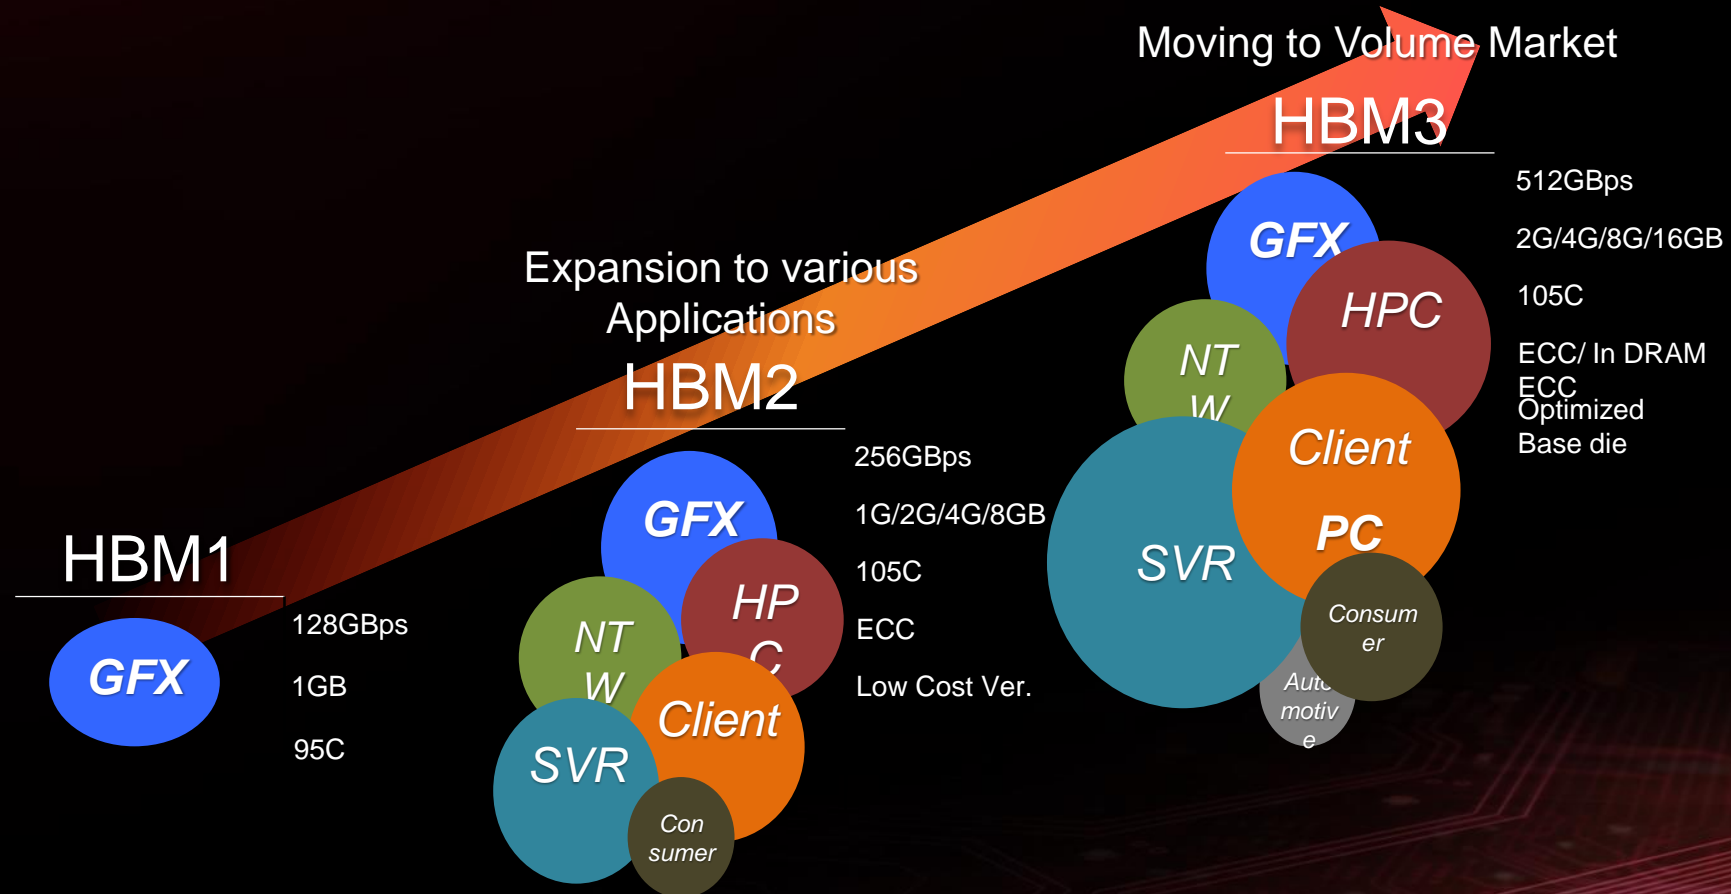 Moving to Volume Market
HBM3
512GBps
2G/4G/8G/16GB
105C
ECC/ In DRAM
ECC
Optimized
Base die
GFX
HPC
NT
W
Client
PC
SVR
Consum
er
Auto
motiv
e
Expansion to various
Applications
HBM2
256GBps
1G/2G/4G/8GB
105C
ECC
Low Cost Ver.
GFX
HP
C
NT
W
Client
SVR
Con
sumer
HBM1
128GBps
1GB
95C
GFX